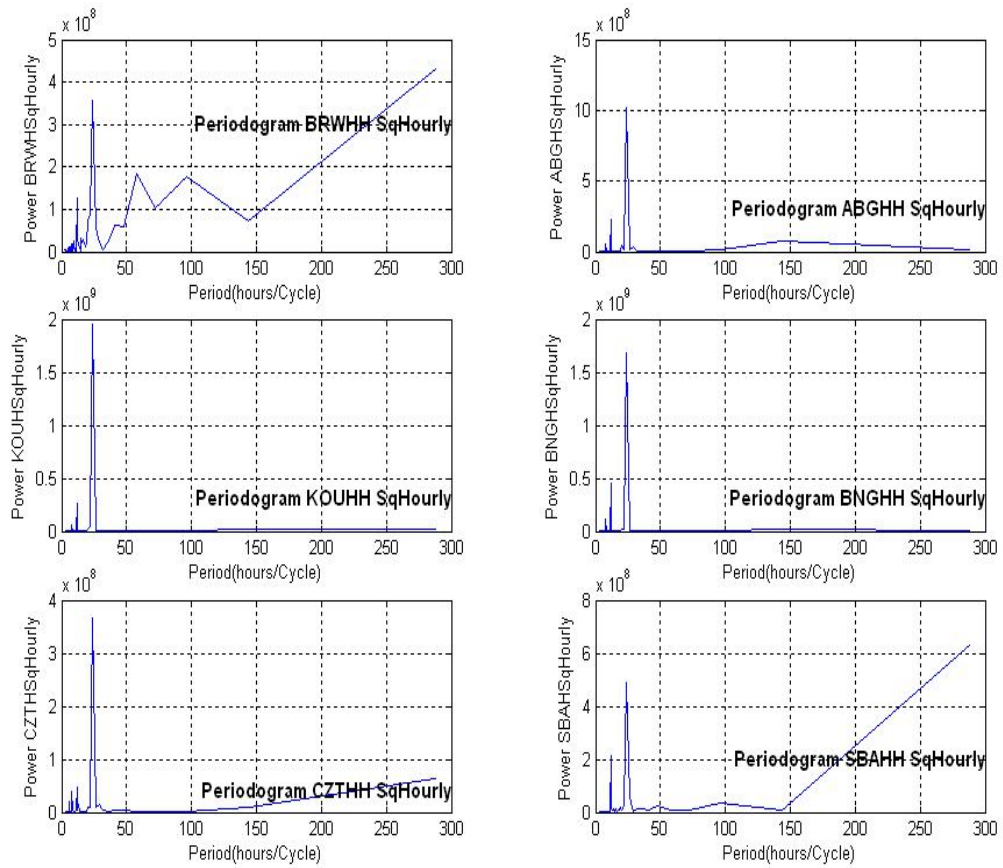 x 10^8
5
4
3
2
1
0
0 50 100 150 200 250 300
Period(hours/Cycle)
Power BRWHSqHourly
Periodogram BRWHH SqHourly
x 10^8
15
10
5
0
0 50 100 150 200 250 300
Period(hours/Cycle)
Power ABGHSqHourly
Periodogram ABGHH SqHourly
x 10^9
2
1.5
1
0.5
0
0 50 100 150 200 250 300
Period(hours/Cycle)
Power KOUHSqHourly
Periodogram KOUHH SqHourly
x 10^9
2
1.5
1
0.5
0
0 50 100 150 200 250 300
Period(hours/Cycle)
Power BNGHSqHourly
Periodogram BNGHH SqHourly
x 10^8
4
3
2
1
0
0 50 100 150 200 250 300
Period(hours/Cycle)
Power CZTHSqHourly
Periodogram CZTHH SqHourly
x 10^8
8
6
4
2
0
0 50 100 150 200 250 300
Period(hours/Cycle)
Power SBAHSqHourly
Periodogram SBAHH SqHourly